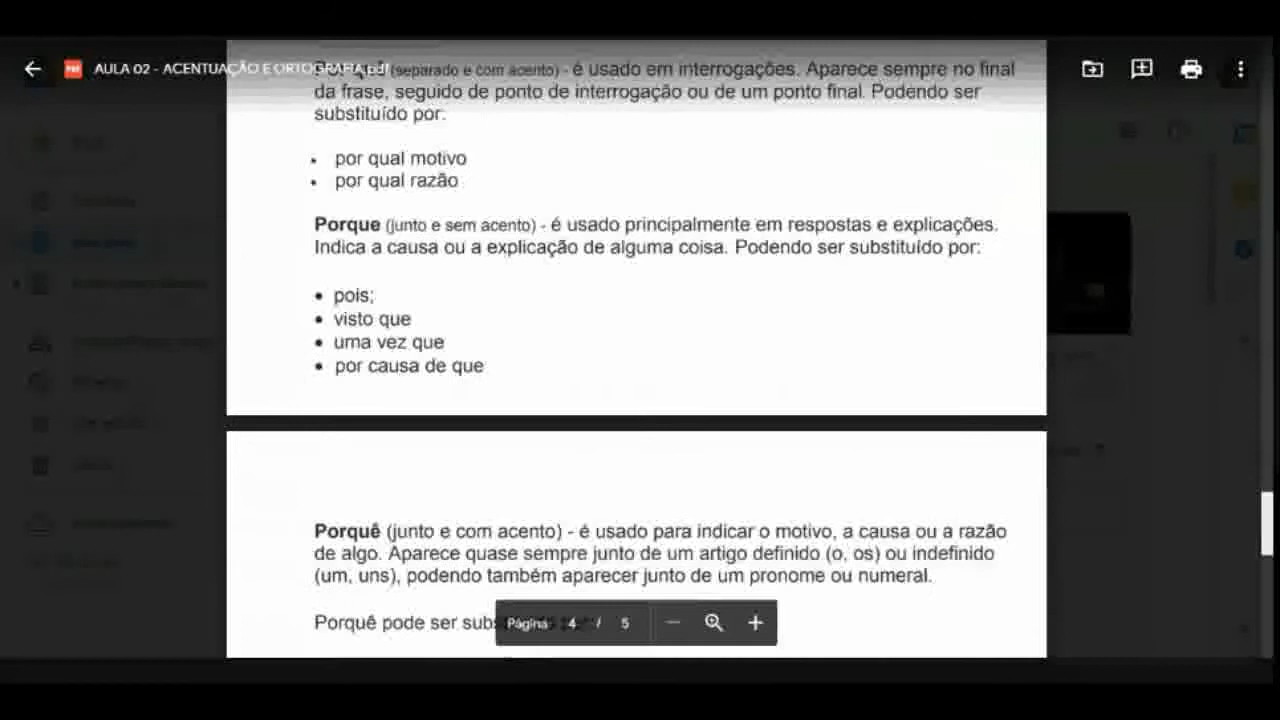 AULA 02 - ACENTUAÇÃO E ORTOGRAFIA.pdf
(separado e com acento) - é usado em interrogações. Aparece sempre no final
da frase, seguido de ponto de interrogação ou de um ponto final. Podendo ser
substituído por:
• por qual motivo
• por qual razão
Porque (junto e sem acento) - é usado principalmente em respostas e explicações.
Indica a causa ou a explicação de alguma coisa. Podendo ser substituído por:
• pois;
• visto que
• uma vez que
• por causa de que
Porquê (junto e com acento) - é usado para indicar o motivo, a causa ou a razão
de algo. Aparece quase sempre junto de um artigo definido (o, os) ou indefinido
(um, uns), podendo também aparecer junto de um pronome ou numeral.
Porquê pode ser
Página 4 / 5